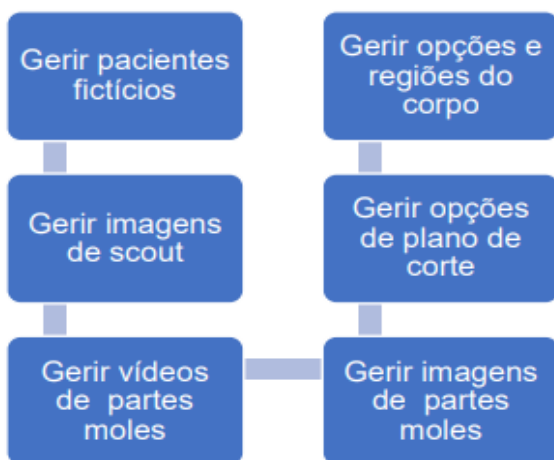 Gerir pacientes
fictícios
Gerir imagens
de scout
Gerir vídeos
de partes
moles
Gerir imagens
de partes
moles
Gerir opções
de plano de
corte
Gerir opções e
regiões do
corpo